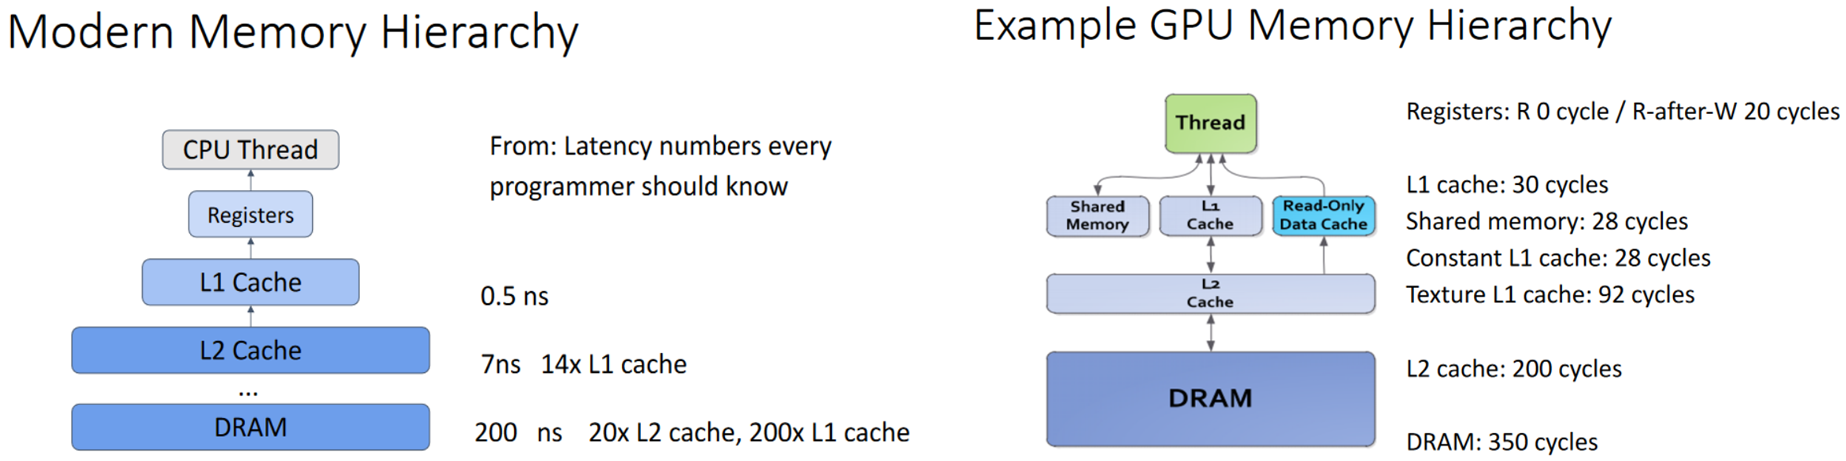 Modern Memory Hierarchy
CPU Thread
Registers
L1 Cache
L2 Cache
...
DRAM
From: Latency numbers every
programmer should know
0.5 ns
7ns 14x L1 cache
200 ns 20x L2 cache, 200x L1 cache
Example GPU Memory Hierarchy
Thread
Shared
Memory
L1
Cache
Read-Only
Data Cache
L2
Cache
DRAM
Registers: R 0 cycle / R-after-W 20 cycles
L1 cache: 30 cycles
Shared memory: 28 cycles
Constant L1 cache: 28 cycles
Texture L1 cache: 92 cycles
L2 cache: 200 cycles
DRAM: 350 cycles